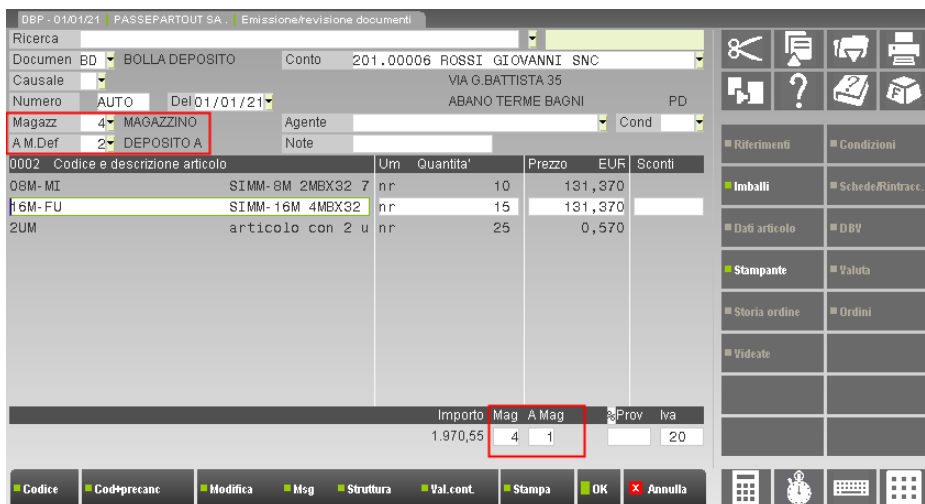 DBP - 01/01/21 | PASSEPARTOUT SA . | Emissione/revisione documenti
Ricerca
Documen BD BOLLA DEPOSITO Conto 201.00006 ROSSI GIOVANNI SNC
Causale VIA G.BATTISTA 35
Numero AUTO Del 01/01/21 ABANO TERME BAGNI PD
Magazz 4 MAGAZZINO Agente Cond
A M.Def 2 DEPOSITO A Note
0002 Codice e descrizione articolo Um Quantita' Prezzo EUR Sconti
08M-MI SIMM-8M 2MBX32 7 nr 10 131,370
16M-FU SIMM-16M 4MBX32 nr 15 131,370
2UM articolo con 2 u nr 25 0,570
Importo Mag A Mag %Prov Iva
1.970,55 4 1 20
Riferimenti Condizioni
Imballi Schede/Rintracc.
Dati articolo DBV
Stampante Valuta
Storia ordine Ordini
Videate
Codice Cod+precanc Modifica Msg Struttura Val.cont. Stampa OK X Annulla